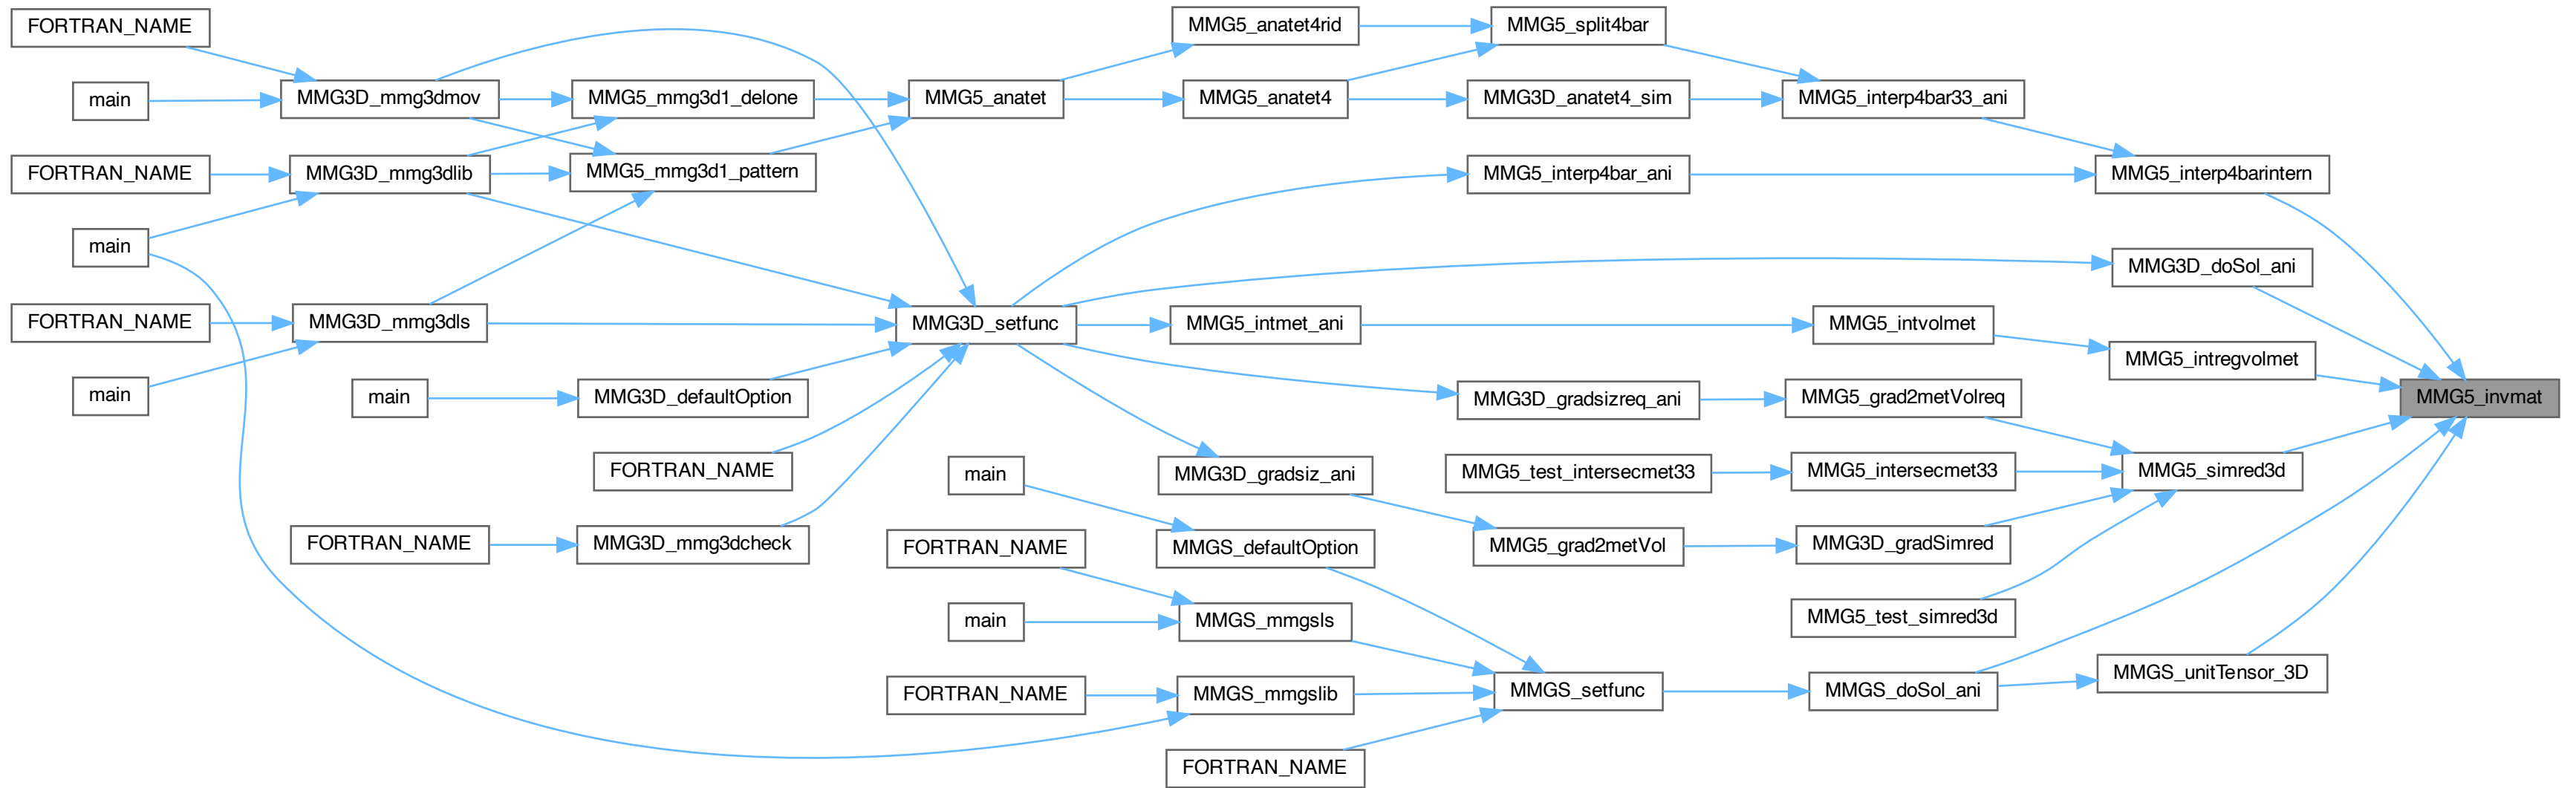 FORTRAN_NAME
main
MMG3D_mmg3dmov
MMG5_mmg3d1_delone
MMG5_anatet
MMG5_anatet4rid
MMG5_split4bar
MMG5_anatet4
MMG3D_anatet4_sim
MMG5_interp4bar33_ani
FORTRAN_NAME
MMG3D_mmg3dlib
MMG5_mmg3d1_pattern
MMG5_interp4bar_ani
MMG5_interp4barintern
main
MMG3D_doSol_ani
FORTRAN_NAME
MMG3D_mmg3dls
MMG3D_setfunc
MMG5_intmet_ani
MMG5_intvolmet
MMG5_intregvolmet
main
main
MMG3D_defaultOption
MMG3D_gradsizreq_ani
MMG5_grad2metVolreq
MMG5_invmat
FORTRAN_NAME
main
MMG3D_gradsiz_ani
MMG5_test_intersecmet33
MMG5_intersecmet33
MMG5_simred3d
FORTRAN_NAME
MMG3D_mmg3dcheck
FORTRAN_NAME
MMGS_defaultOption
MMG5_grad2metVol
MMG3D_gradSimred
main
MMGS_mmgsls
MMG5_test_simred3d
FORTRAN_NAME
MMGS_mmgslib
MMGS_setfunc
MMGS_doSol_ani
MMGS_unitTensor_3D
FORTRAN_NAME